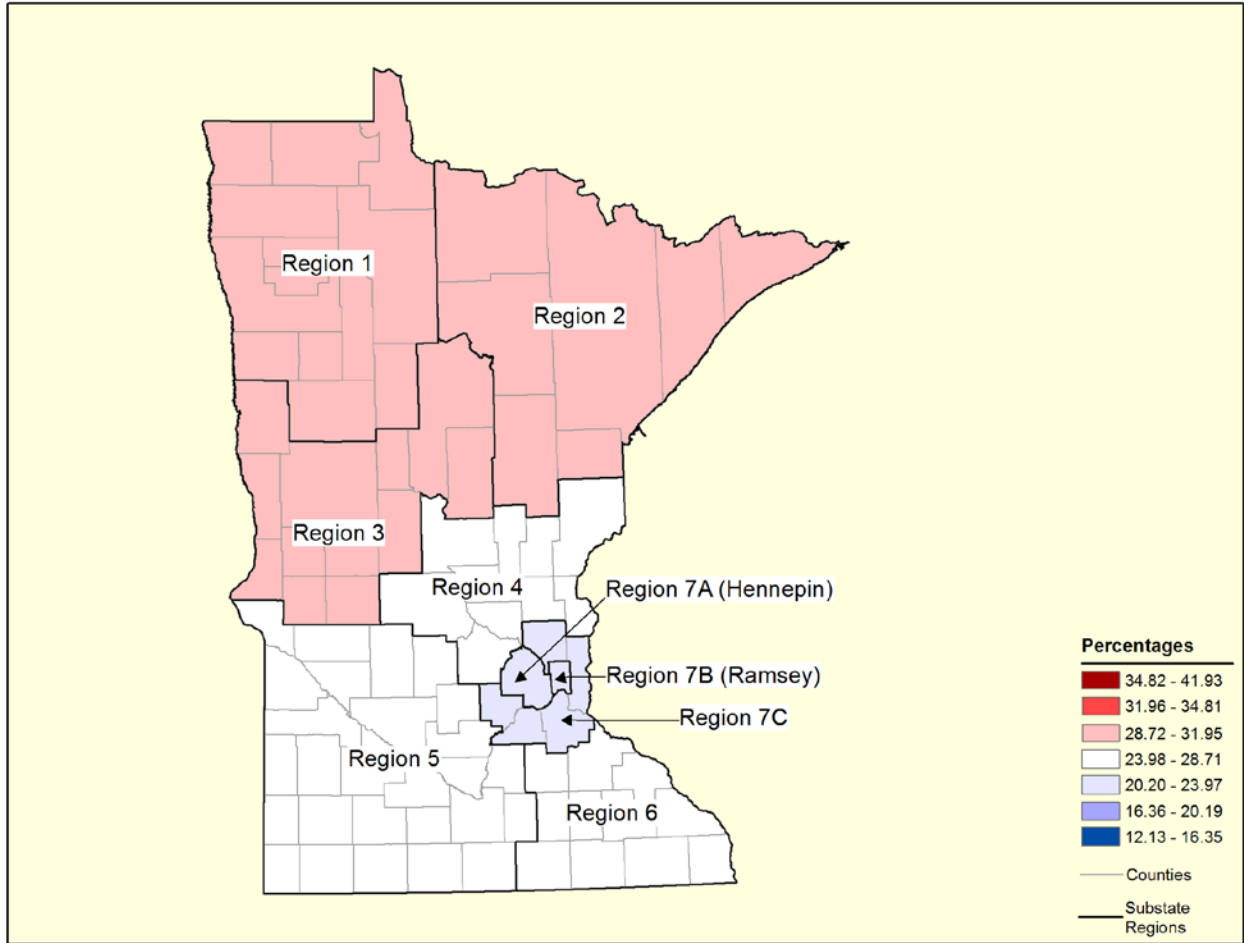 Region 1
Region 2
Region 3
Region 4
Region 7A (Hennepin)
Region 7B (Ramsey)
Region 7C
Region 5
Region 6
Percentages
34.82 - 41.93
31.96 - 34.81
28.72 - 31.95
23.98 - 28.71
20.20 - 23.97
16.36 - 20.19
12.13 - 16.35
Counties
Substate
Regions